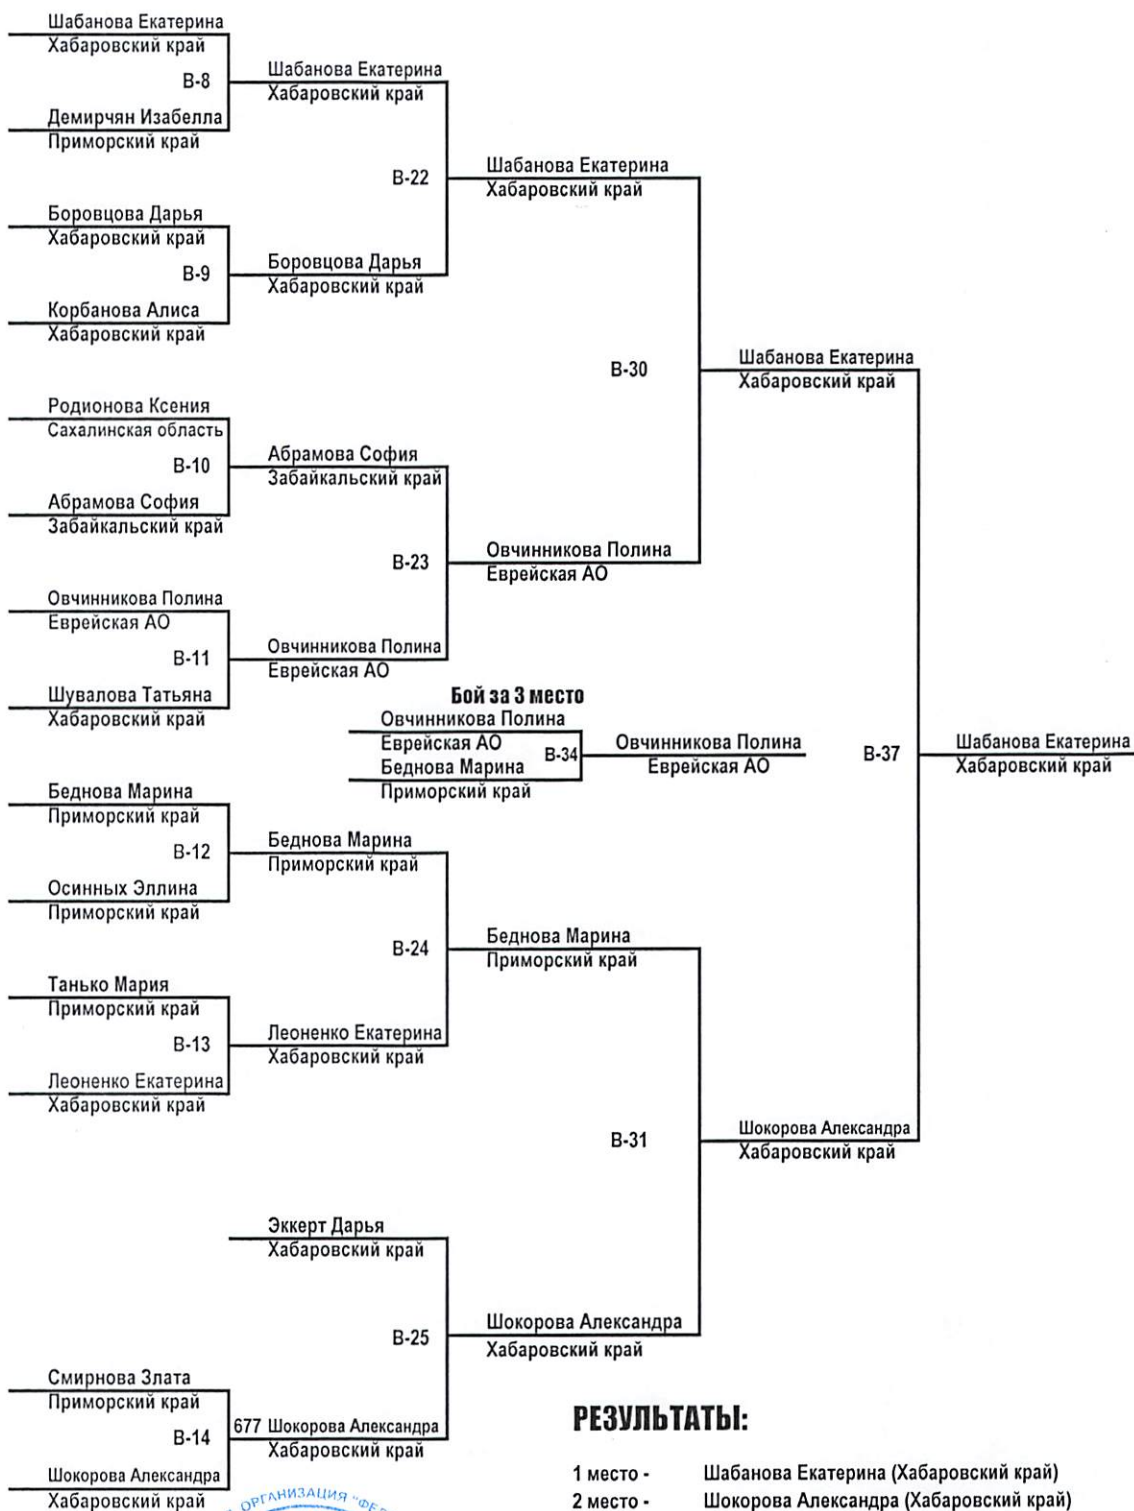 Шабанова Екатерина
Хабаровский край
В-8
Демирчян Изабелла
Приморский край
Шабанова Екатерина
Хабаровский край
В-22
Шабанова Екатерина
Хабаровский край
Боровцова Дарья
Хабаровский край
В-9
Корбанова Алиса
Хабаровский край
Боровцова Дарья
Хабаровский край
В-30
Шабанова Екатерина
Хабаровский край
Родионова Ксения
Сахалинская область
В-10
Абрамова София
Забайкальский край
Абрамова София
Забайкальский край
В-23
Овчинникова Полина
Еврейская АО
Овчинникова Полина
Еврейская АО
В-11
Шувалова Татьяна
Хабаровский край
Овчинникова Полина
Еврейская АО
Бой за 3 место
Овчинникова Полина
Еврейская АО
В-34
Беднова Марина
Приморский край
Овчинникова Полина
Еврейская АО
В-37
Шабанова Екатерина
Хабаровский край
Беднова Марина
Приморский край
В-12
Осинных Эллина
Приморский край
Беднова Марина
Приморский край
В-24
Беднова Марина
Приморский край
Танько Мария
Приморский край
В-13
Леоненко Екатерина
Хабаровский край
Леоненко Екатерина
Хабаровский край
В-31
Шокорова Александра
Хабаровский край
Эккерт Дарья
Хабаровский край
В-25
Шокорова Александра
Хабаровский край
Смирнова Злата
Приморский край
В-14
Шокорова Александра
Хабаровский край
677 Шокорова Александра
Хабаровский край
РЕЗУЛЬТАТЫ:
1 место - Шабанова Екатерина (Хабаровский край)
2 место - Шокорова Александра (Хабаровский край)
ОРГАНИЗАЦИЯ